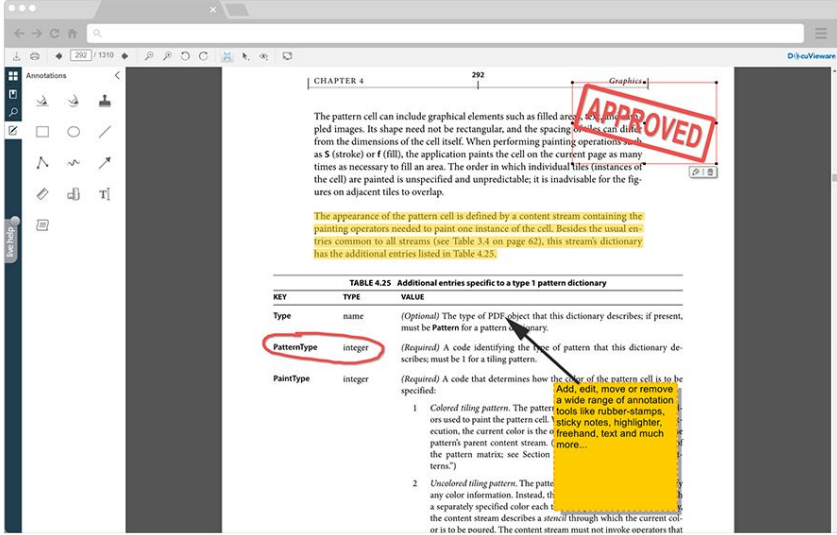 292 / 1310
DocuVieware
Annotations
live help
CHAPTER 4
292
Graphics
APPROVED
The pattern cell can include graphical elements such as filled areas, text, and sam-
pled images. Its shape need not be rectangular, and the spacing of tiles can differ
from the dimensions of the cell itself. When performing painting operations such
as S (stroke) or f (fill), the application paints the cell on the current page as many
times as necessary to fill an area. The order in which individual tiles (instances of
the cell) are painted is unspecified and unpredictable; it is inadvisable for the fig-
ures on adjacent tiles to overlap.
The appearance of the pattern cell is defined by a content stream containing the
painting operators needed to paint one instance of the cell. Besides the usual en-
tries common to all streams (see Table 3.4 on page 62), this stream's dictionary
has the additional entries listed in Table 4.25.
TABLE 4.25 Additional entries specific to a type 1 pattern dictionary
KEY TYPE VALUE
Type name (Optional) The type of PDF object that this dictionary describes; if present,
must be Pattern for a pattern dictionary.
PatternType integer (Required) A code identifying the type of pattern that this dictionary de-
scribes; must be 1 for a tiling pattern.
PaintType integer (Required) A code that determines how the color of the pattern cell is to be
specified:
1 Colored tiling pattern. The pattern
ors used to paint the pattern cell.
ecution, the current color is the
pattern's parent content stream. (
the pattern matrix; see Section
terns.")
2 Uncolored tiling pattern. The
any color information. Instead,
a separately specified color each
the content stream describes a stencil through which the current col-
or is to be poured. The content stream must not invoke operators that
Add, edit, move or remove
a wide range of annotation
tools like rubber-stamps,
sticky notes, highlighter,
freehand, text and much
more...